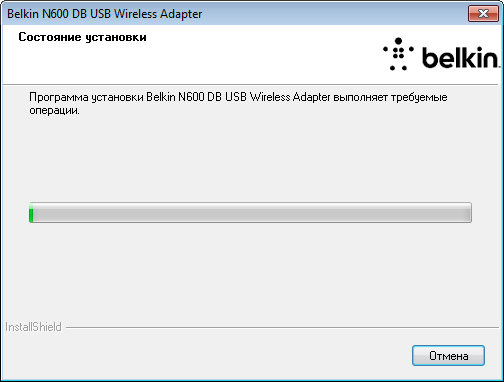 Belkin N600 DB USB Wireless Adapter
Состояние установки
belkin.
Программа установки Belkin N600 DB USB Wireless Adapter выполняет требуемые
операции.
InstallShield
Отмена